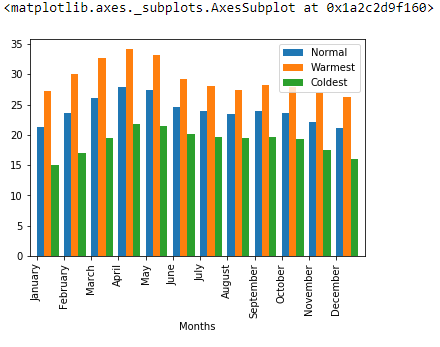 <matplotlib.axes._subplots.AxesSubplot at 0x1a2c2d9f160>
35
30
25
20
15
10
5
0
Normal
Warmest
Coldest
January
February
March
April
May
June
July
August
September
October
November
December
Months